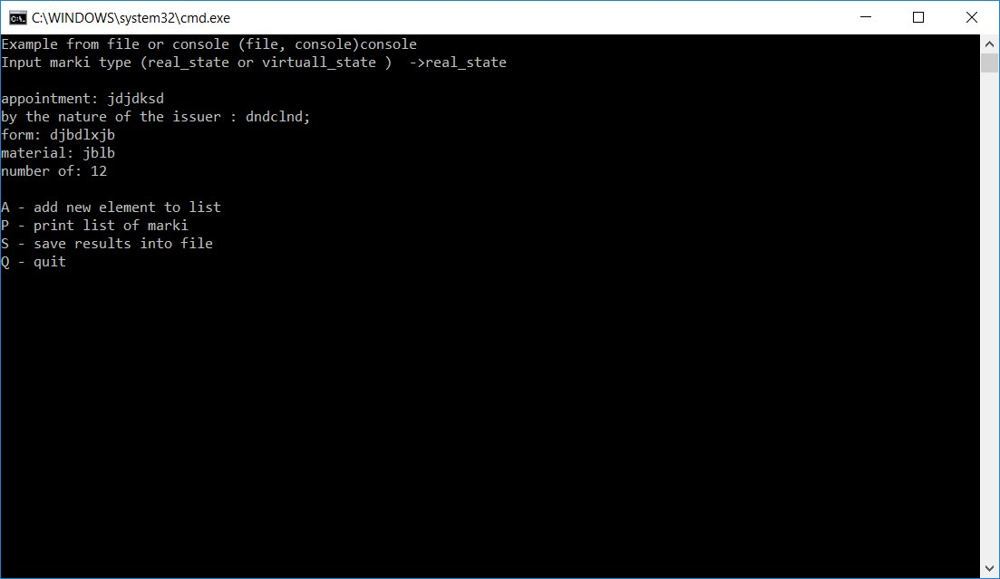 C:\WINDOWS\system32\cmd.exe
Example from file or console (file, console)console
Input marki type (real_state or virtuall_state )  ->real_state
appointment: jdjdksd
by the nature of the issuer : dndclnd;
form: djbdlxjb
material: jblb
number of: 12
A - add new element to list
P - print list of marki
S - save results into file
Q - quit